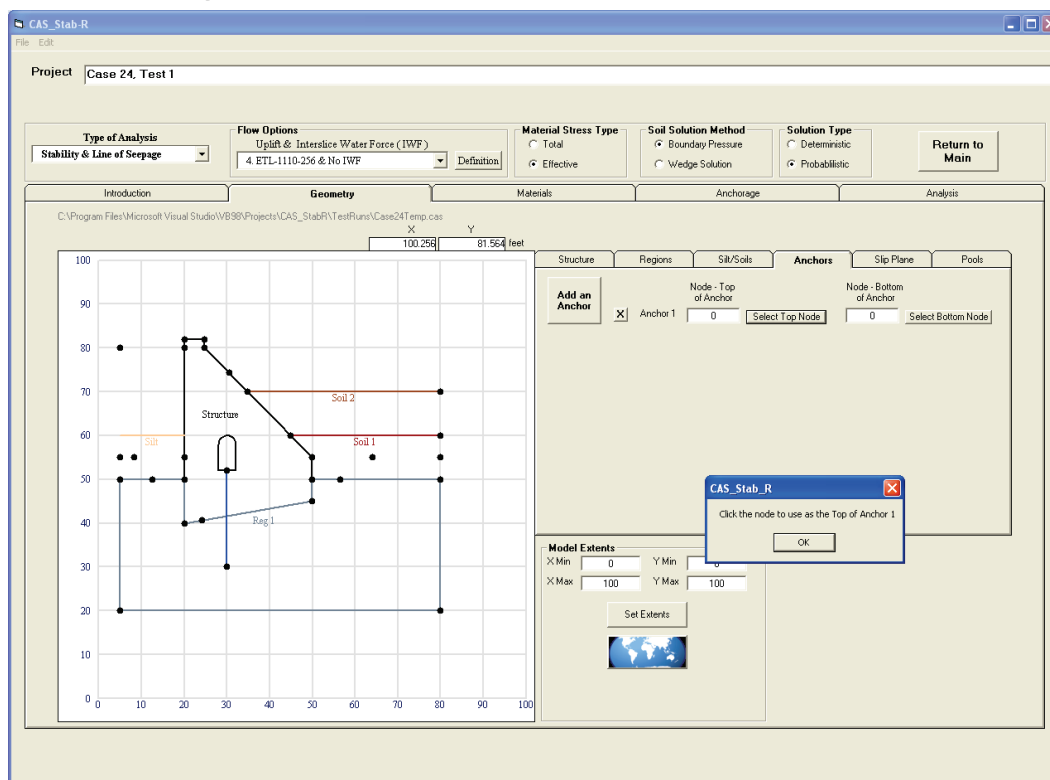 CAS_Stab-R
File Edit
Project Case 24, Test 1
Type of Analysis
Stability & Line of Seepage
Flow Options
Uplift & Interslice Water Force ( IWF )
4. ETL-1110-256 & No IWF
Definition
Material Stress Type
Total
Effective
Soil Solution Method
Boundary Pressure
Wedge Solution
Solution Type
Deterministic
Probablilistic
Return to
Main
Introduction Geometry Materials Anchorage Analysis
C:\Program Files\Microsoft Visual Studio\VB98\Projects\CAS_StabR\TestRuns\Case24Temp.cas
X Y
100.256 81.564 feet
100
90
80
70
60
50
40
30
20
10
0
0 10 20 30 40 50 60 70 80 90 100
Soil 2
Structure
Silt
Soil 1
Reg 1
Structure Regions Silt/Soils Anchors Slip Plane Pools
Add an
Anchor
Node - Top
of Anchor
Node - Bottom
of Anchor
X Anchor 1 0 Select Top Node 0 Select Bottom Node
CAS_Stab_R
Click the node to use as the Top of Anchor 1
OK
Model Extents
X Min 0 Y Min
X Max 100 Y Max 100
Set Extents